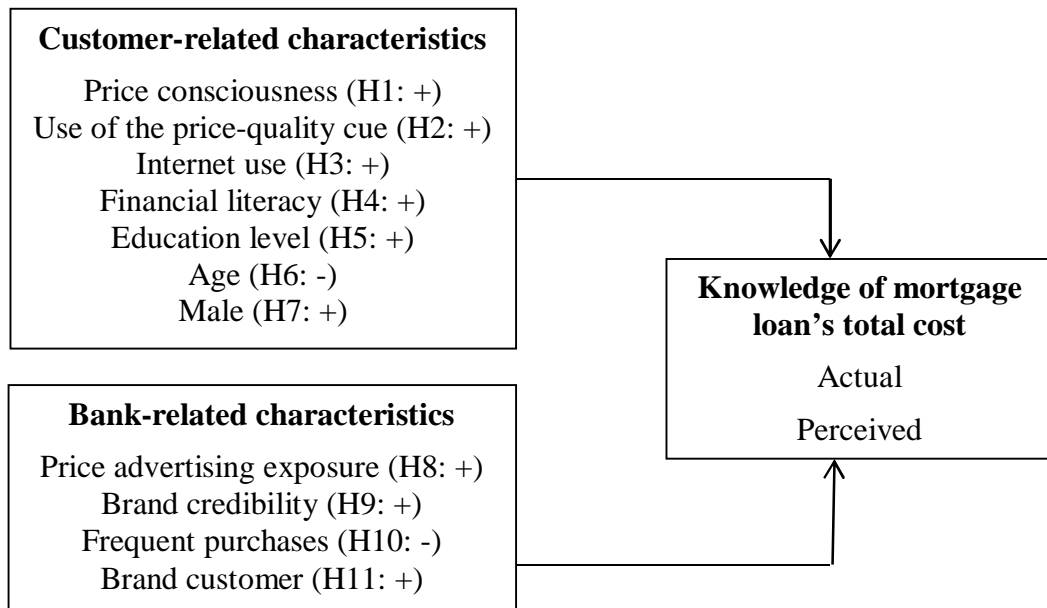 Customer-related characteristics
Price consciousness (H1: +)
Use of the price-quality cue (H2: +)
Internet use (H3: +)
Financial literacy (H4: +)
Education level (H5: +)
Age (H6: -)
Male (H7: +)
Knowledge of mortgage
loan’s total cost
Actual
Perceived
Bank-related characteristics
Price advertising exposure (H8: +)
Brand credibility (H9: +)
Frequent purchases (H10: -)
Brand customer (H11: +)